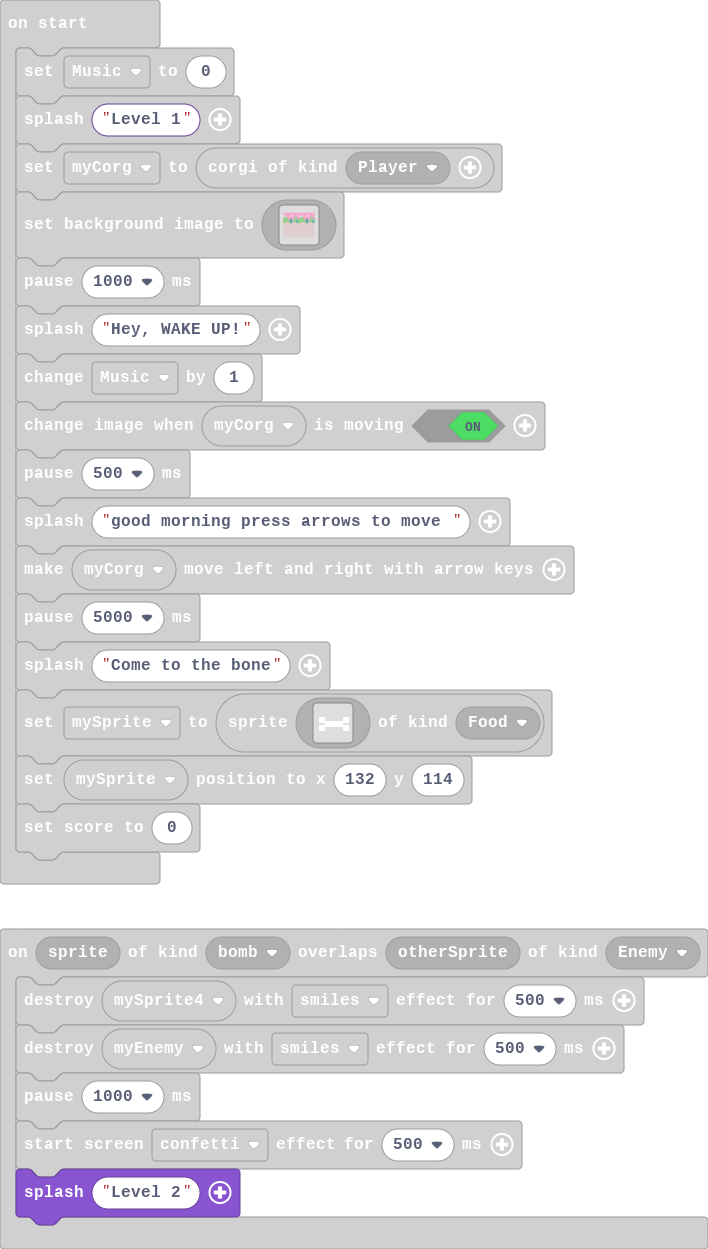 on start
set Music to 0
splash "Level 1"
set myCorg to corgi of kind Player
set background image to
pause 1000 ms
splash "Hey, WAKE UP!"
change Music by 1
change image when myCorg is moving ON
pause 500 ms
splash "good morning press arrows to move "
make myCorg move left and right with arrow keys
pause 5000 ms
splash "Come to the bone"
set mySprite to sprite of kind Food
set mySprite position to x 132 y 114
set score to 0
on sprite of kind bomb overlaps otherSprite of kind Enemy
destroy mySprite4 with smiles effect for 500 ms
destroy myEnemy with smiles effect for 500 ms
pause 1000 ms
start screen confetti effect for 500 ms
splash "Level 2"